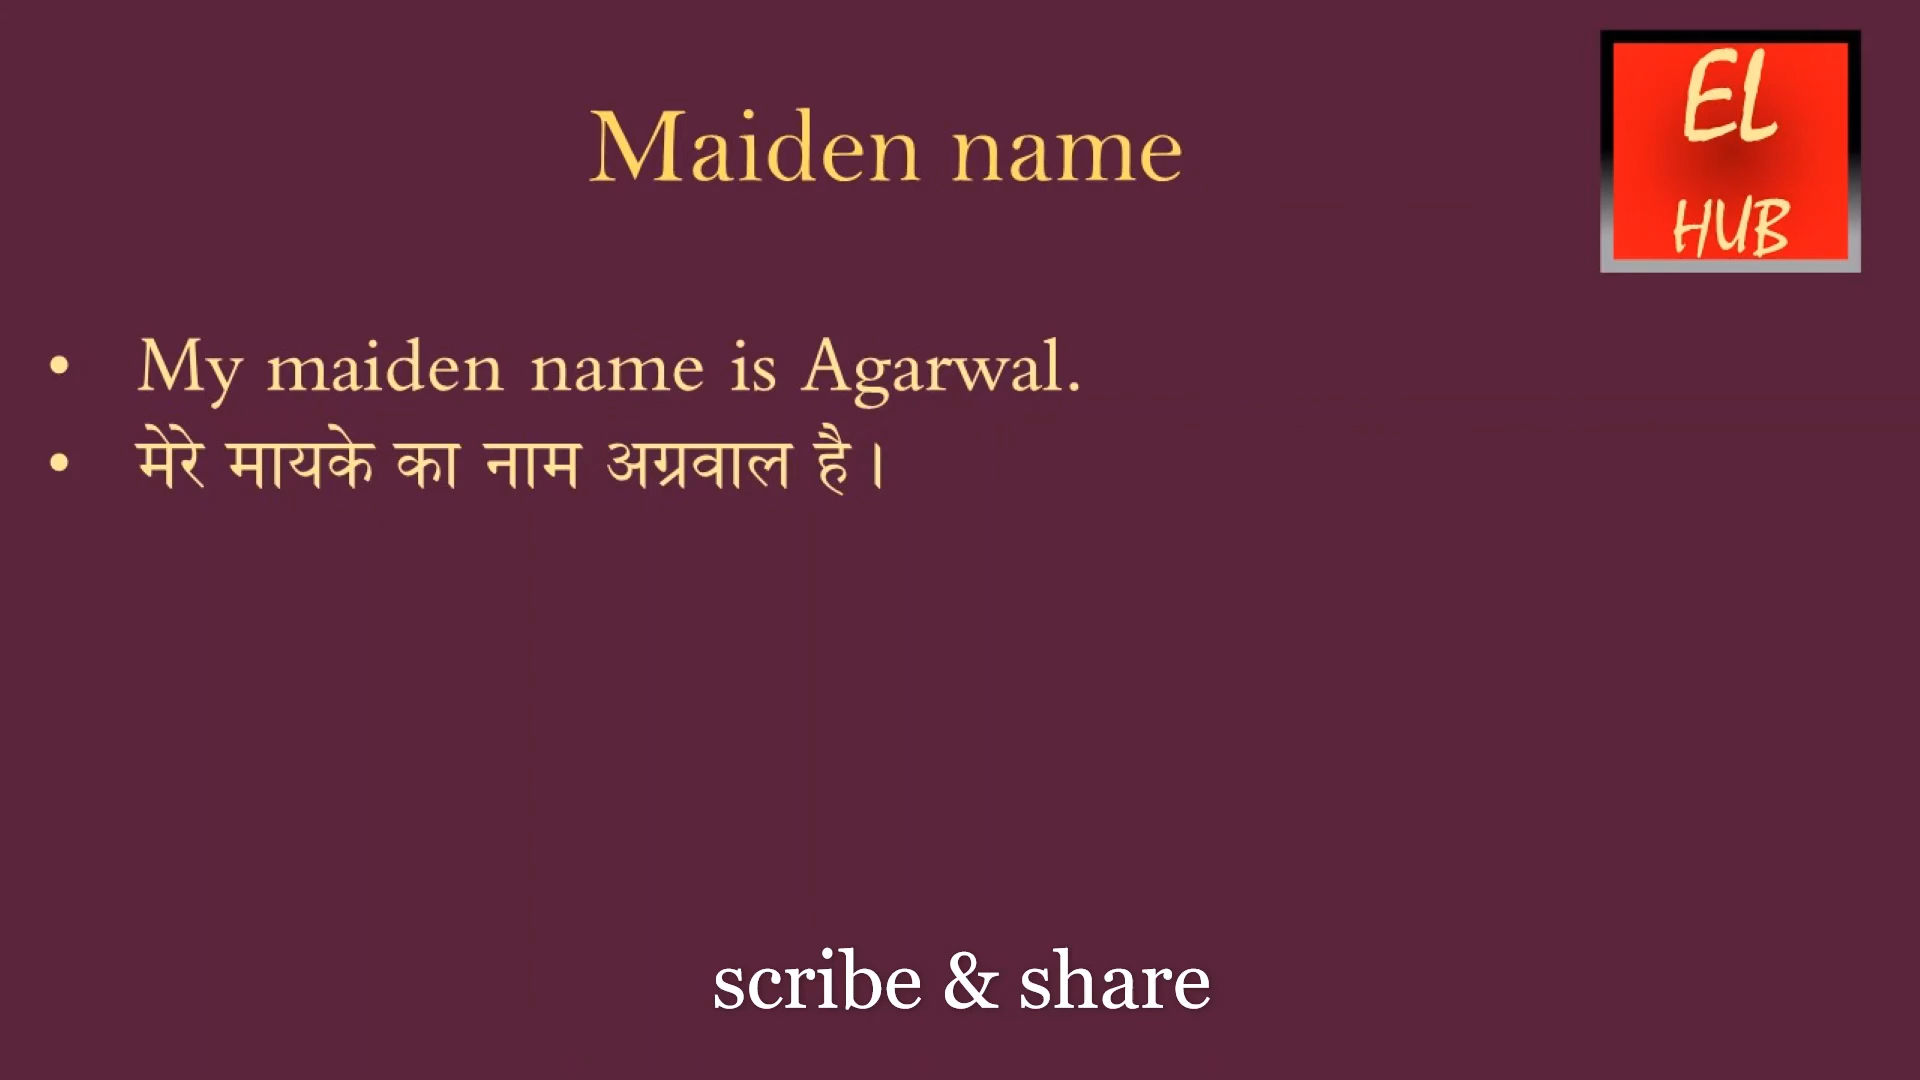 EL
HUB
Maiden name
• My maiden name is Agarwal.
• मेरे मायके का नाम अग्रवाल है।
scribe & share